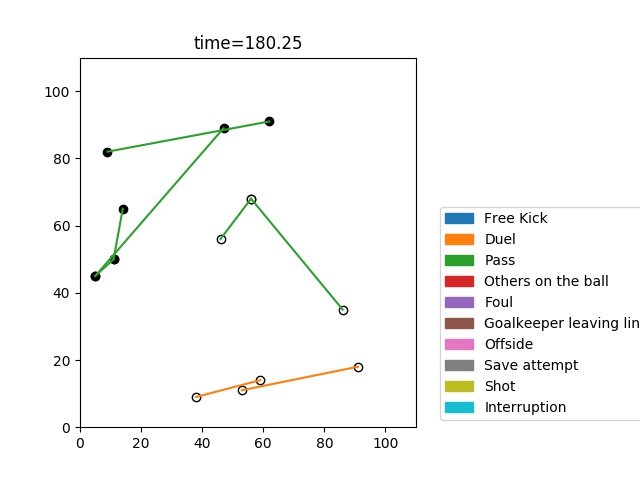 time=180.25
100
80
60
40
20
0
0 20 40 60 80 100
Free Kick
Duel
Pass
Others on the ball
Foul
Goalkeeper leaving lin
Offside
Save attempt
Shot
Interruption